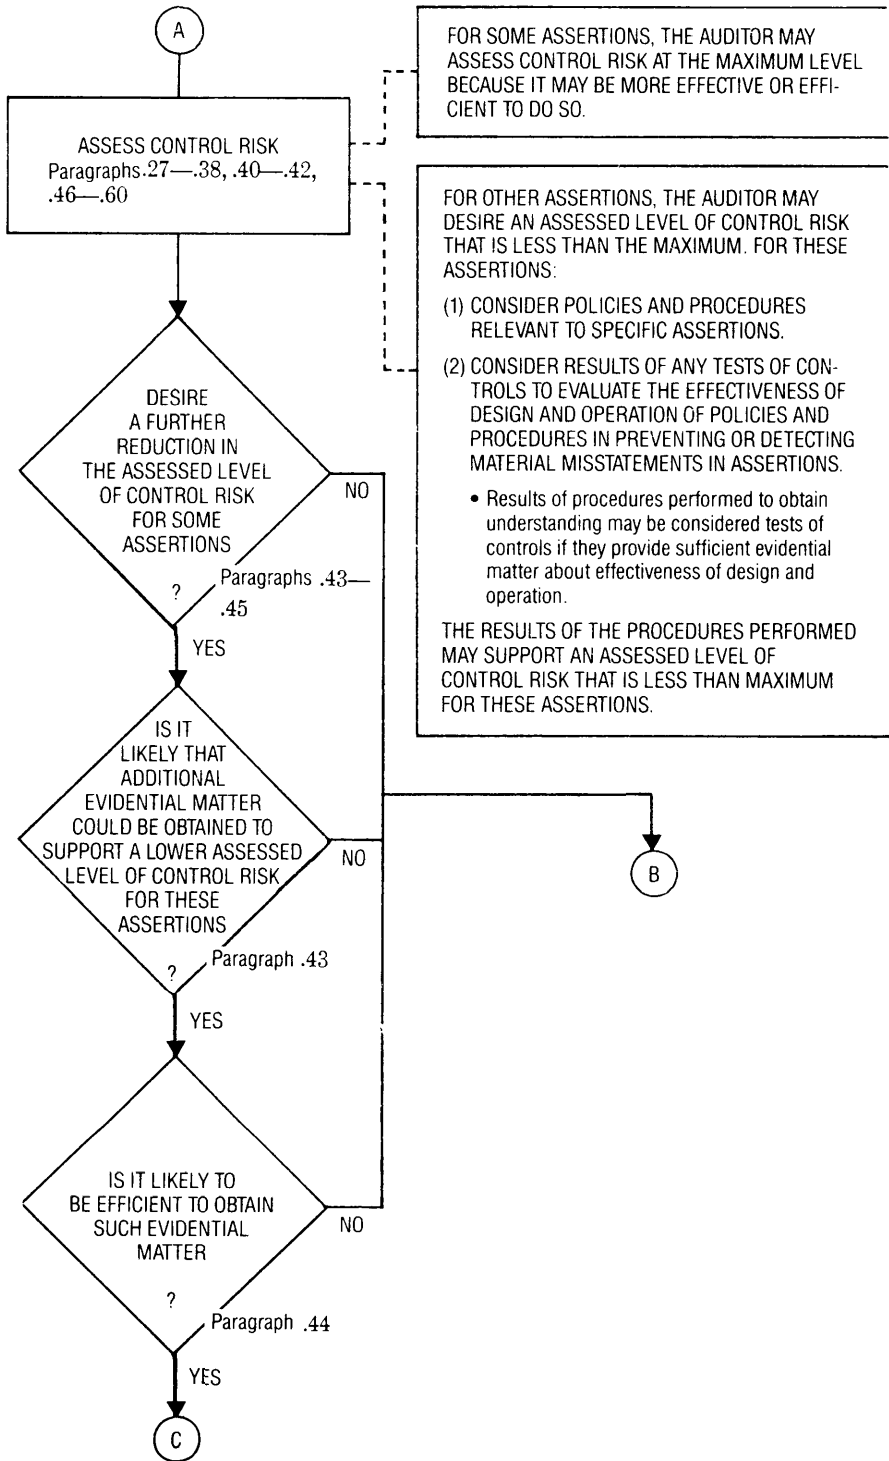 A
FOR SOME ASSERTIONS, THE AUDITOR MAY
ASSESS CONTROL RISK AT THE MAXIMUM LEVEL
BECAUSE IT MAY BE MORE EFFECTIVE OR EFFI-
CIENT TO DO SO.
ASSESS CONTROL RISK
Paragraphs .27—.38, .40—.42,
.46—.60
FOR OTHER ASSERTIONS, THE AUDITOR MAY
DESIRE AN ASSESSED LEVEL OF CONTROL RISK
THAT IS LESS THAN THE MAXIMUM. FOR THESE
ASSERTIONS:
(1) CONSIDER POLICIES AND PROCEDURES
RELEVANT TO SPECIFIC ASSERTIONS.
(2) CONSIDER RESULTS OF ANY TESTS OF CON-
TROLS TO EVALUATE THE EFFECTIVENESS OF
DESIGN AND OPERATION OF POLICIES AND
PROCEDURES IN PREVENTING OR DETECTING
MATERIAL MISSTATEMENTS IN ASSERTIONS.
• Results of procedures performed to obtain
understanding may be considered tests of
controls if they provide sufficient evidential
matter about effectiveness of design and
operation.
THE RESULTS OF THE PROCEDURES PERFORMED
MAY SUPPORT AN ASSESSED LEVEL OF
CONTROL RISK THAT IS LESS THAN MAXIMUM
FOR THESE ASSERTIONS.
DESIRE
A FURTHER
REDUCTION IN
THE ASSESSED LEVEL
OF CONTROL RISK
FOR SOME
ASSERTIONS
?
NO
Paragraphs .43—
.45
YES
IS IT
LIKELY THAT
ADDITIONAL
EVIDENTIAL MATTER
COULD BE OBTAINED TO
SUPPORT A LOWER ASSESSED
LEVEL OF CONTROL RISK
FOR THESE
ASSERTIONS
?
NO
B
Paragraph .43
YES
IS IT LIKELY TO
BE EFFICIENT TO OBTAIN
SUCH EVIDENTIAL
MATTER
?
NO
Paragraph .44
YES
C